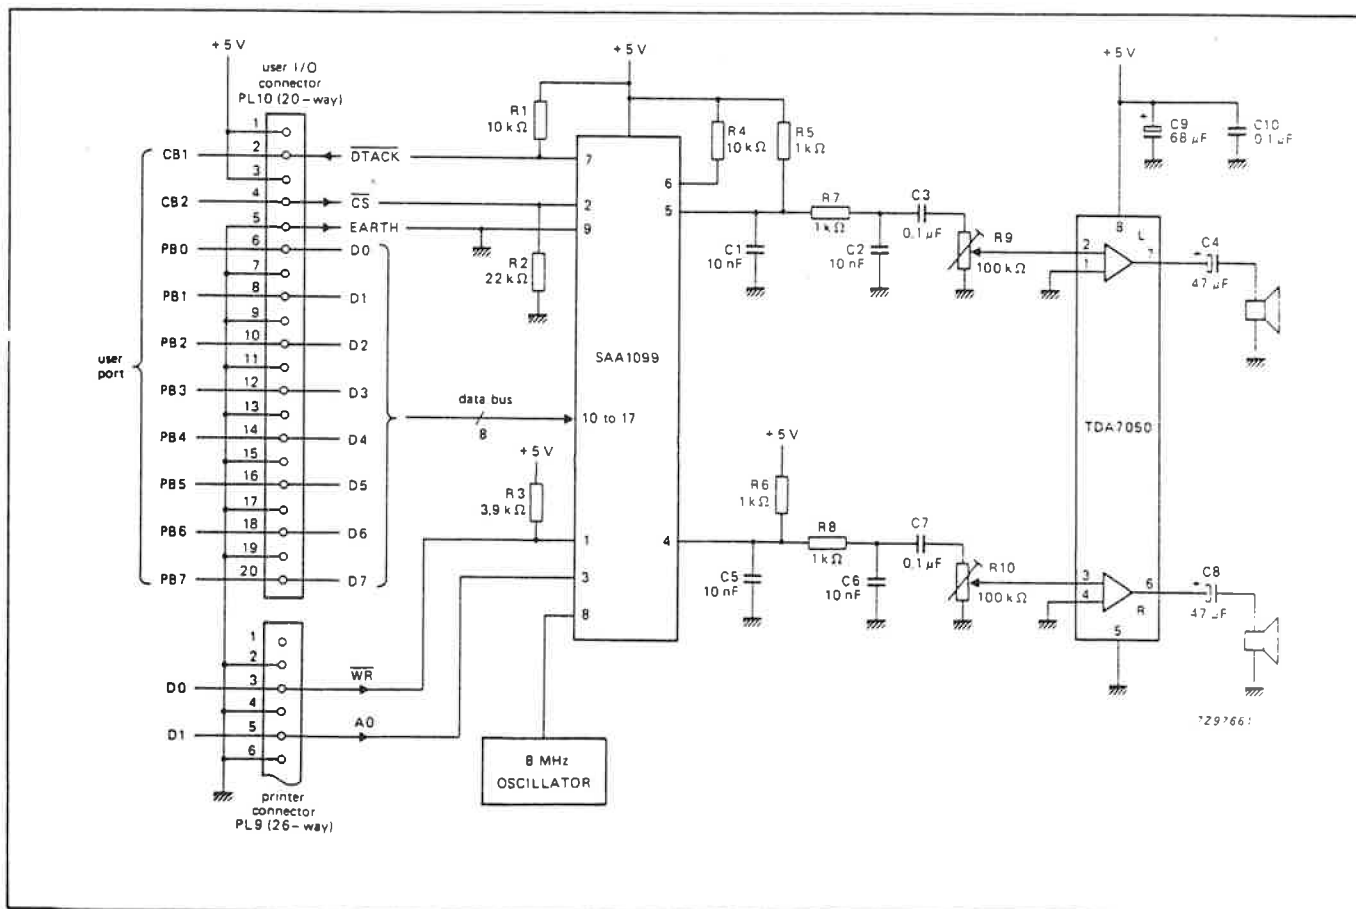 +5 V
user I/O
connector
PL10 (20-way)
1
CB1
2
DTACK
3
CB2
4
CS
5
EARTH
PB0
6
D0
7
PB1
8
D1
9
PB2
10
D2
11
PB3
12
D3
13
PB4
14
D4
15
PB5
16
D5
17
PB6
18
D6
19
PB7
20
D7
user
port
data bus
8
1
2
D0
3
WR
4
D1
5
A0
6
printer
connector
PL9 (26-way)
+5 V
R1
10 kΩ
R2
22 kΩ
+5 V
R3
3,9 kΩ
8 MHz
OSCILLATOR
7
2
9
SAA1099
10 to 17
1
3
8
6
5
4
R4
10 kΩ
R5
1 kΩ
C1
10 nF
R7
1 kΩ
C2
10 nF
C3
0,1 µF
R9
100 kΩ
+5 V
R6
1 kΩ
C5
10 nF
R8
1 kΩ
C6
10 nF
C7
0,1 µF
R10
100 kΩ
+5 V
+
C9
68 µF
C10
0,1 µF
8
L
2
1
7
TDA7050
3
4
6
R
5
+
C4
47 µF
+
C8
47 µF
7297661